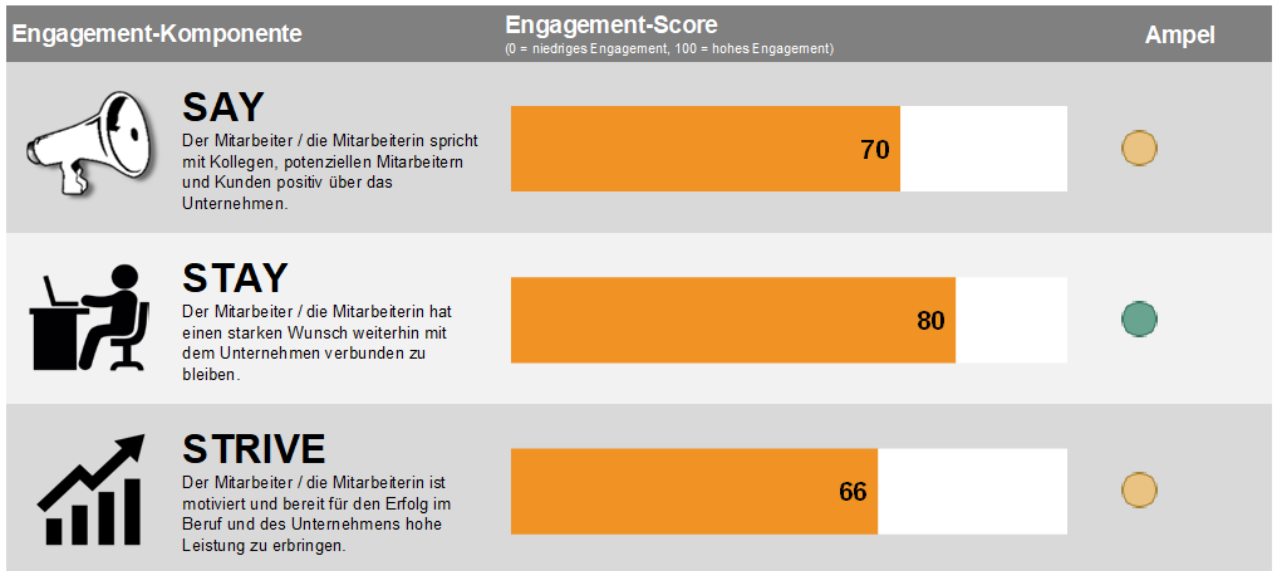 Engagement-Komponente
Engagement-Score
(0 = niedriges Engagement, 100 = hohes Engagement)
Ampel
SAY
Der Mitarbeiter / die Mitarbeiterin spricht
mit Kollegen, potenziellen Mitarbeitern
und Kunden positiv über das
Unternehmen.
70
STAY
Der Mitarbeiter / die Mitarbeiterin hat
einen starken Wunsch weiterhin mit
dem Unternehmen verbunden zu
bleiben.
80
STRIVE
Der Mitarbeiter / die Mitarbeiterin ist
motiviert und bereit für den Erfolg im
Beruf und des Unternehmens hohe
Leistung zu erbringen.
66